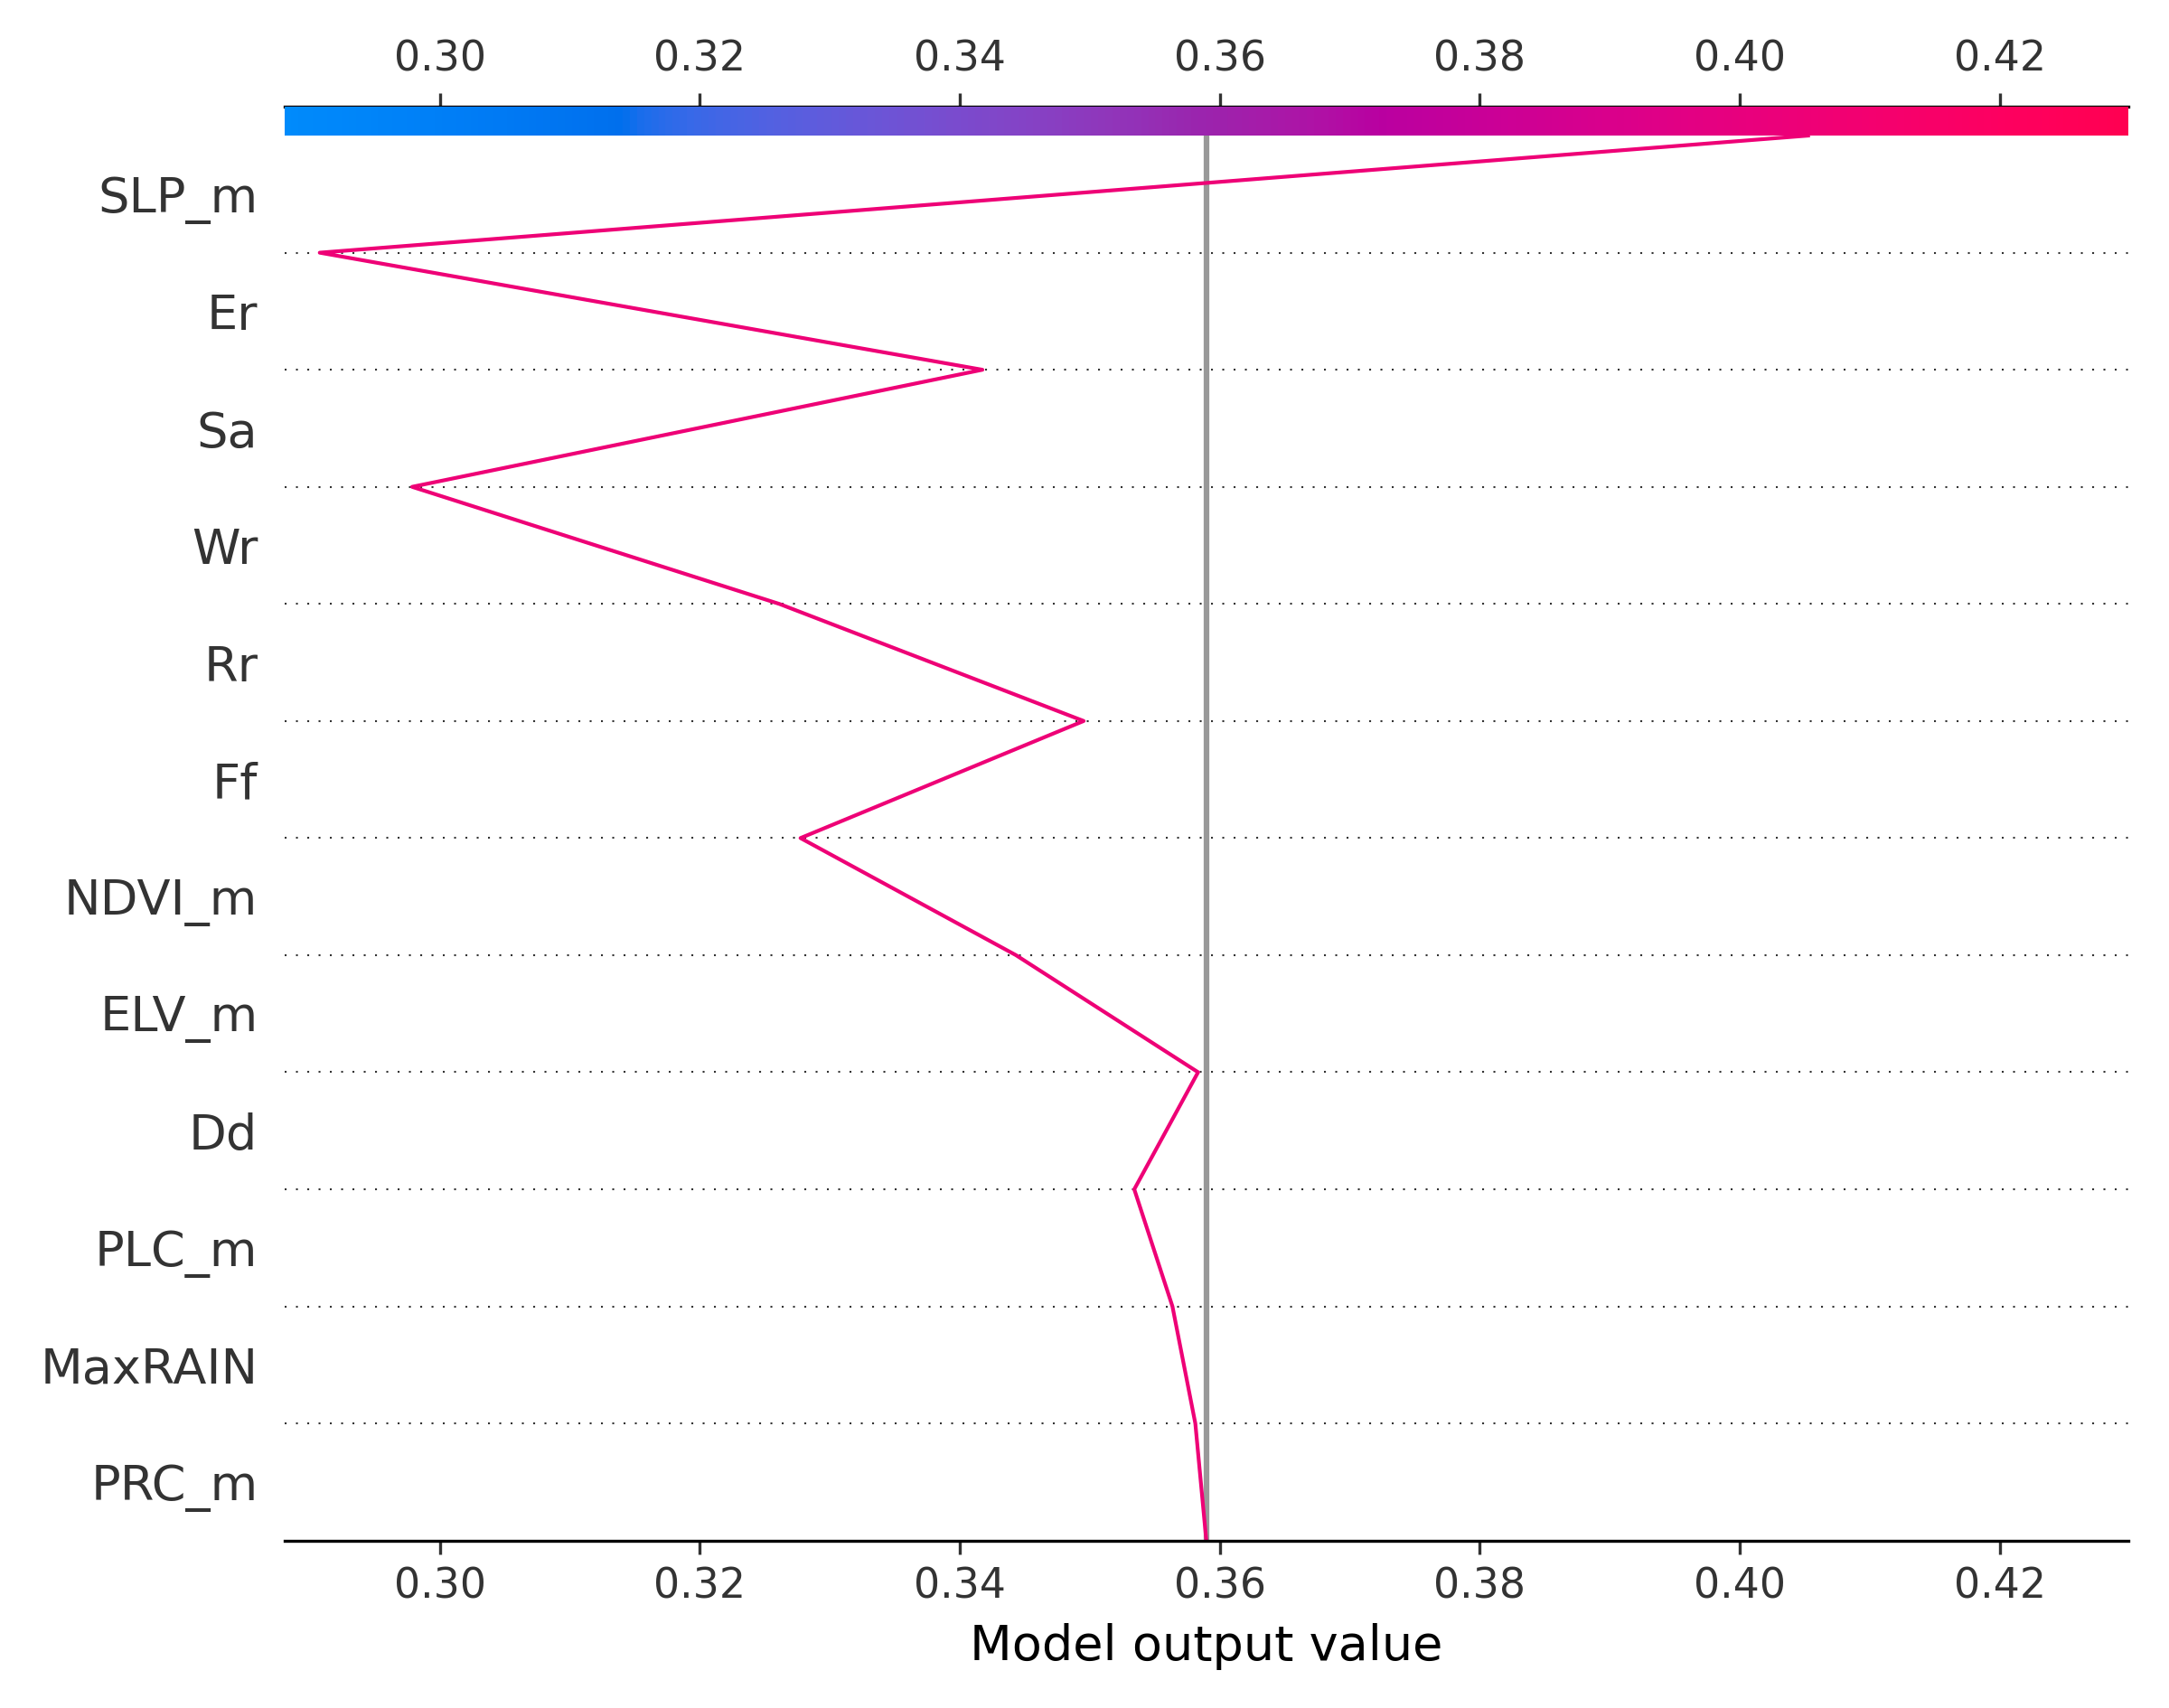 0.30 0.32 0.34 0.36 0.38 0.40 0.42
SLP_m
Er
Sa
Wr
Rr
Ff
NDVI_m
ELV_m
Dd
PLC_m
MaxRAIN
PRC_m
0.30 0.32 0.34 0.36 0.38 0.40 0.42
Model output value